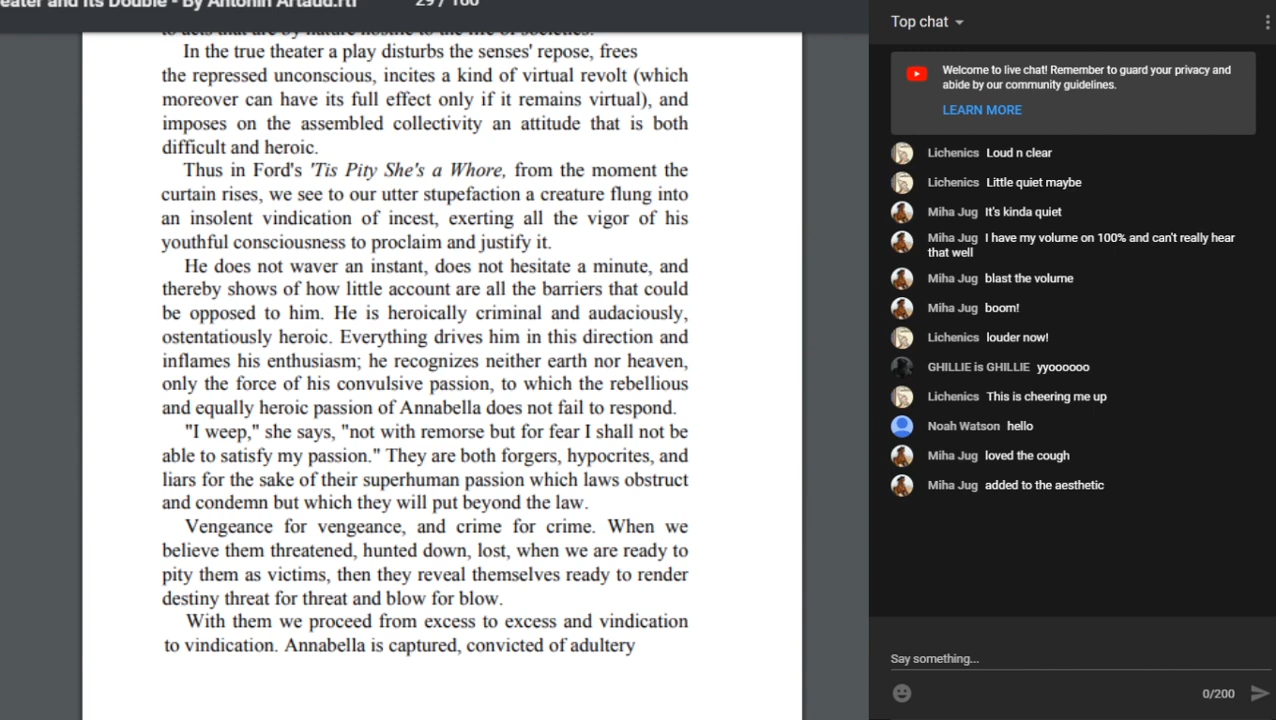 eater and Its Double - By Antonin Artaud.rtf
29 / 160
to acts that are by nature hostile to the life of societies.
In the true theater a play disturbs the senses' repose, frees
the repressed unconscious, incites a kind of virtual revolt (which
moreover can have its full effect only if it remains virtual), and
imposes on the assembled collectivity an attitude that is both
difficult and heroic.
Thus in Ford's 'Tis Pity She's a Whore, from the moment the
curtain rises, we see to our utter stupefaction a creature flung into
an insolent vindication of incest, exerting all the vigor of his
youthful consciousness to proclaim and justify it.
He does not waver an instant, does not hesitate a minute, and
thereby shows of how little account are all the barriers that could
be opposed to him. He is heroically criminal and audaciously,
ostentatiously heroic. Everything drives him in this direction and
inflames his enthusiasm; he recognizes neither earth nor heaven,
only the force of his convulsive passion, to which the rebellious
and equally heroic passion of Annabella does not fail to respond.
"I weep," she says, "not with remorse but for fear I shall not be
able to satisfy my passion." They are both forgers, hypocrites, and
liars for the sake of their superhuman passion which laws obstruct
and condemn but which they will put beyond the law.
Vengeance for vengeance, and crime for crime. When we
believe them threatened, hunted down, lost, when we are ready to
pity them as victims, then they reveal themselves ready to render
destiny threat for threat and blow for blow.
With them we proceed from excess to excess and vindication
to vindication. Annabella is captured, convicted of adultery
Top chat
Welcome to live chat! Remember to guard your privacy and
abide by our community guidelines.
LEARN MORE
Lichenics Loud n clear
Lichenics Little quiet maybe
Miha Jug It's kinda quiet
Miha Jug I have my volume on 100% and can't really hear
that well
Miha Jug blast the volume
Miha Jug boom!
Lichenics louder now!
GHILLIE is GHILLIE yyoooooo
Lichenics This is cheering me up
Noah Watson hello
Miha Jug loved the cough
Miha Jug added to the aesthetic
Say something...
0/200